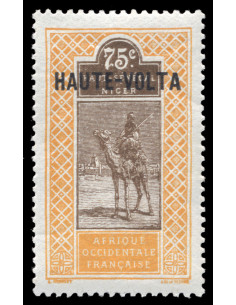 75c
HAUTE-VOLTA
NIGER
AFRIQUE
OCCIDENTALE
FRANÇAISE